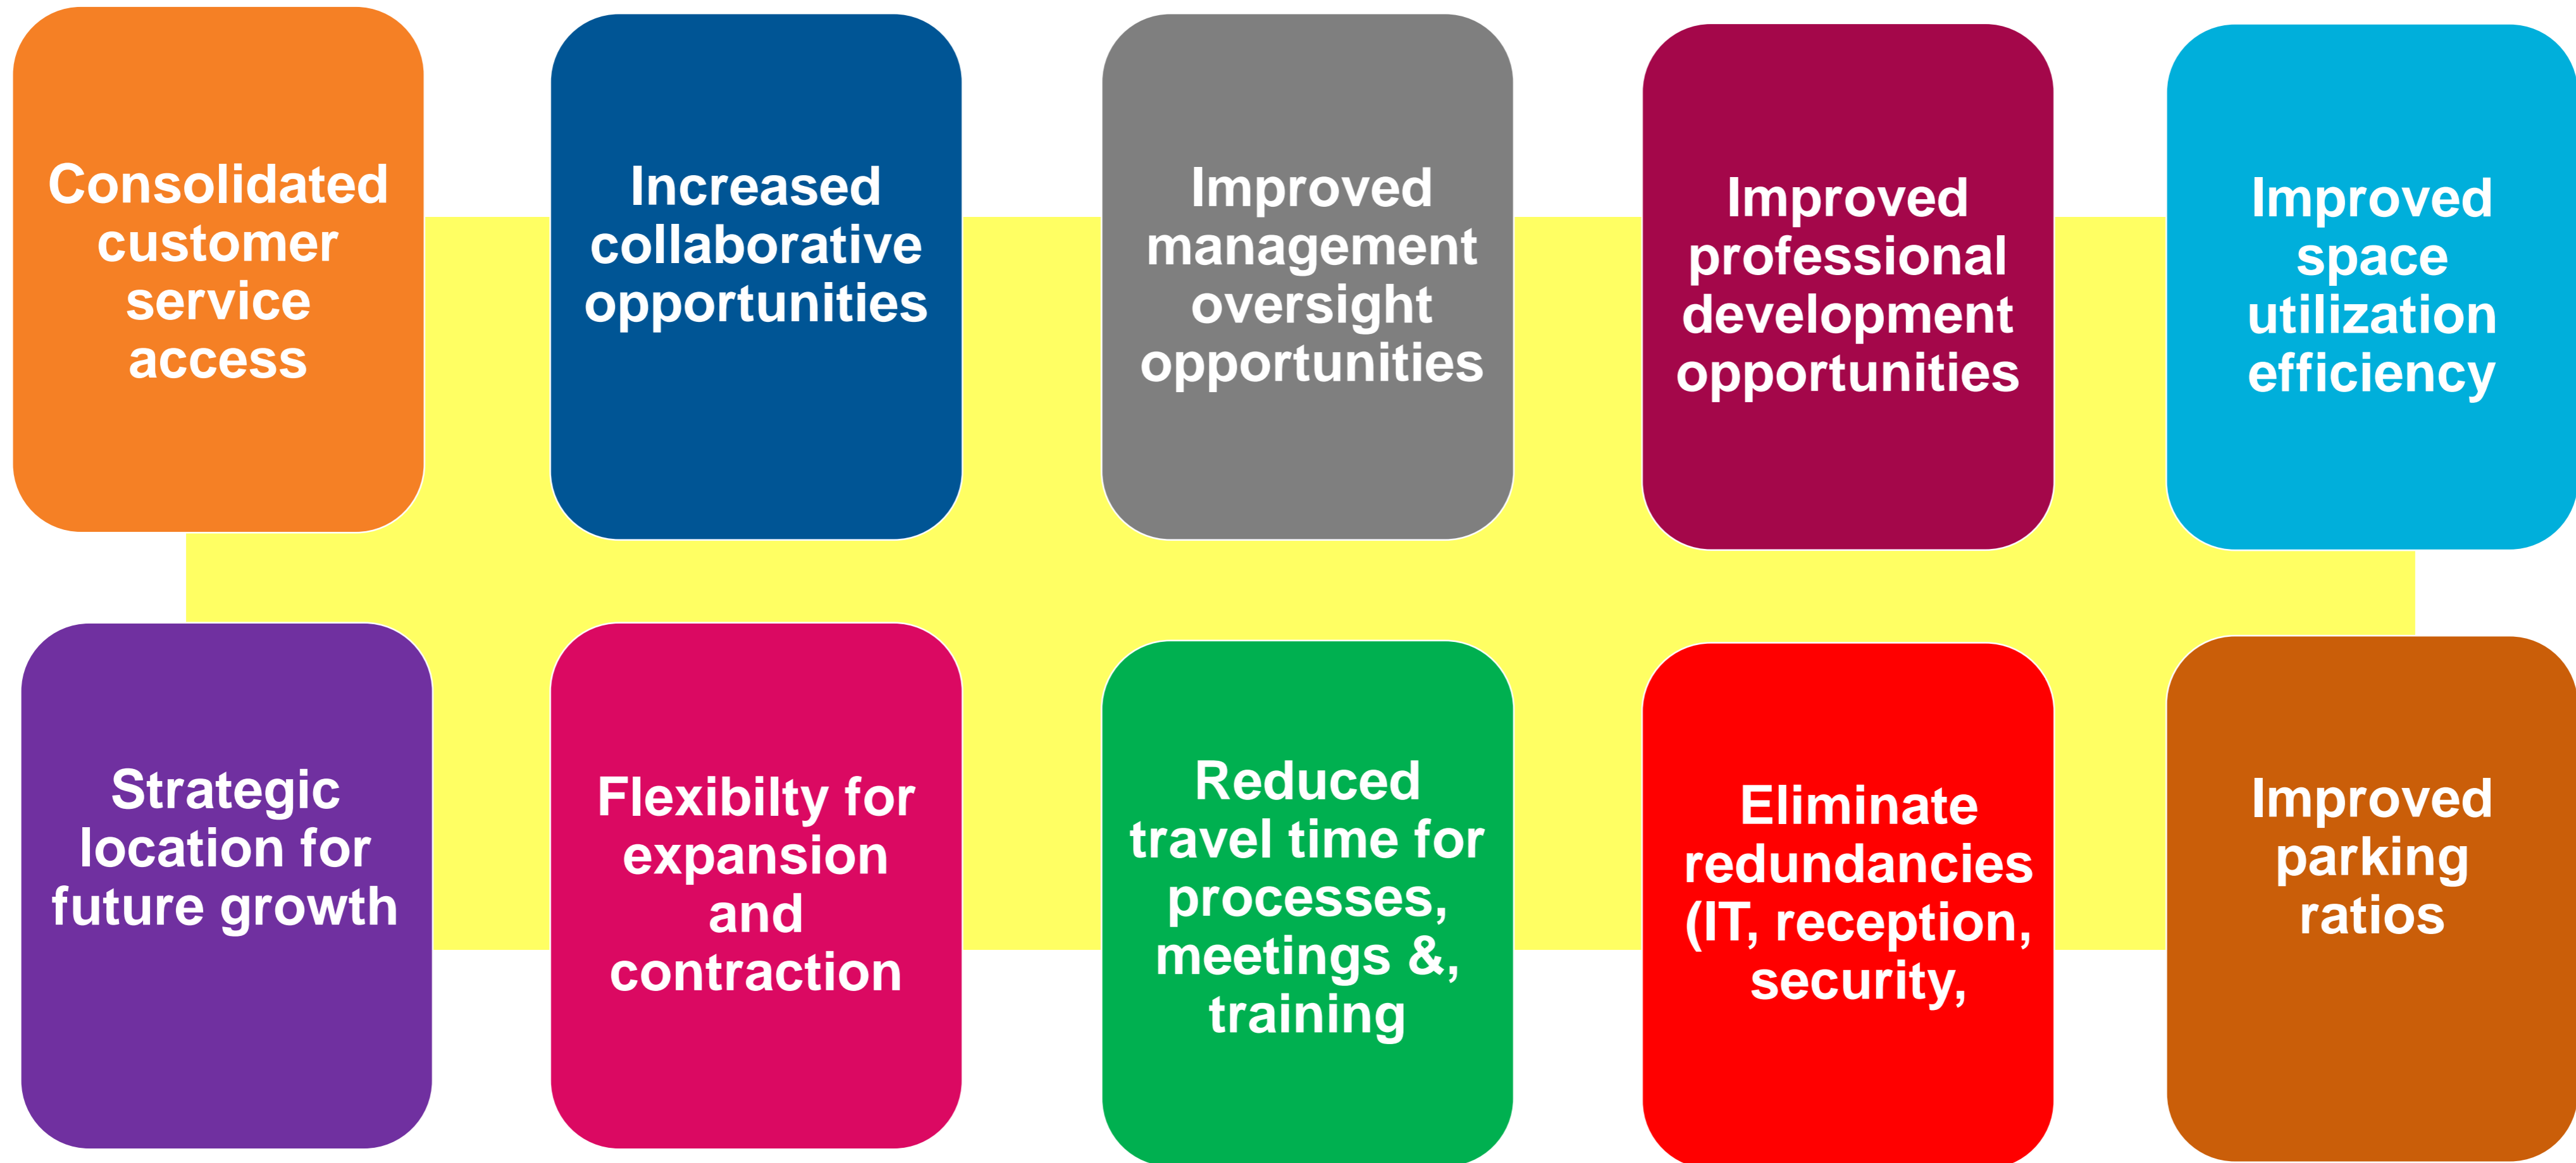 Consolidated
customer
service
access
Increased
collaborative
opportunities
Improved
management
oversight
opportunities
Improved
professional
development
opportunities
Improved
space
utilization
efficiency
Strategic
location for
future growth
Flexibilty for
expansion
and
contraction
Reduced
travel time for
processes,
meetings &,
training
Eliminate
redundancies
(IT, reception,
security,
Improved
parking
ratios